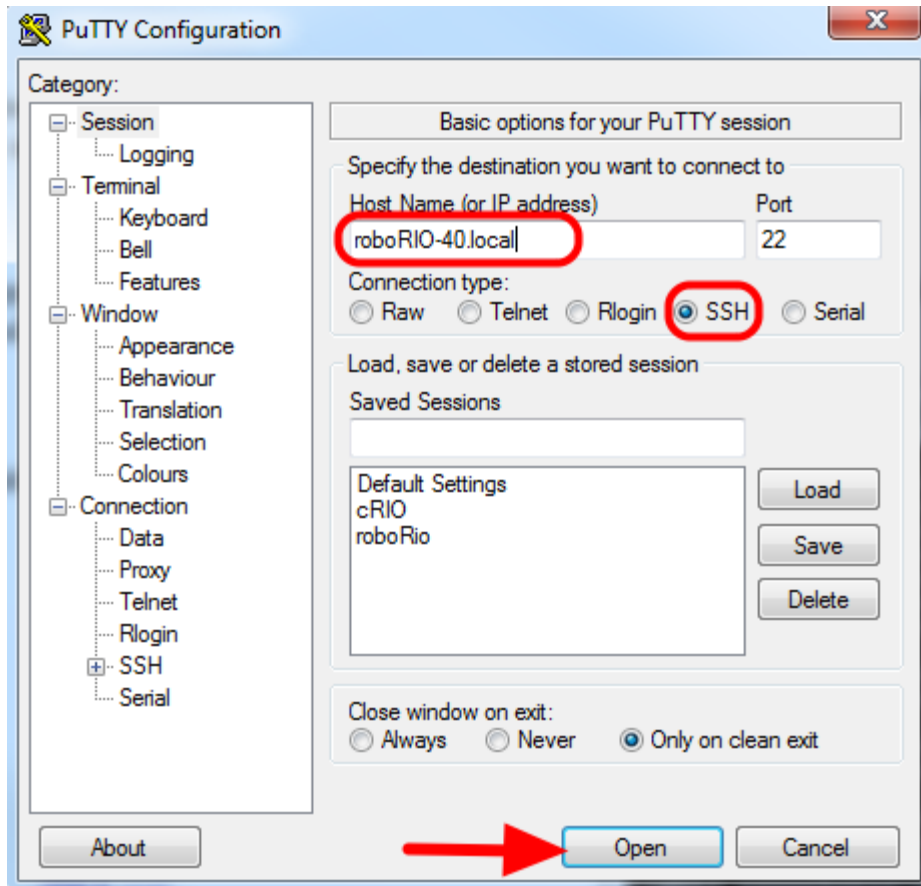 PuTTY Configuration
X
Category:
Session
Logging
Terminal
Keyboard
Bell
Features
Window
Appearance
Behaviour
Translation
Selection
Colours
Connection
Data
Proxy
Telnet
Rlogin
SSH
Serial
Basic options for your PuTTY session
Specify the destination you want to connect to
Host Name (or IP address) Port
roboRIO-40.local 22
Connection type:
Raw Telnet Rlogin SSH Serial
Load, save or delete a stored session
Saved Sessions
Default Settings
cRIO
roboRio
Load
Save
Delete
Close window on exit:
Always Never Only on clean exit
About Open Cancel